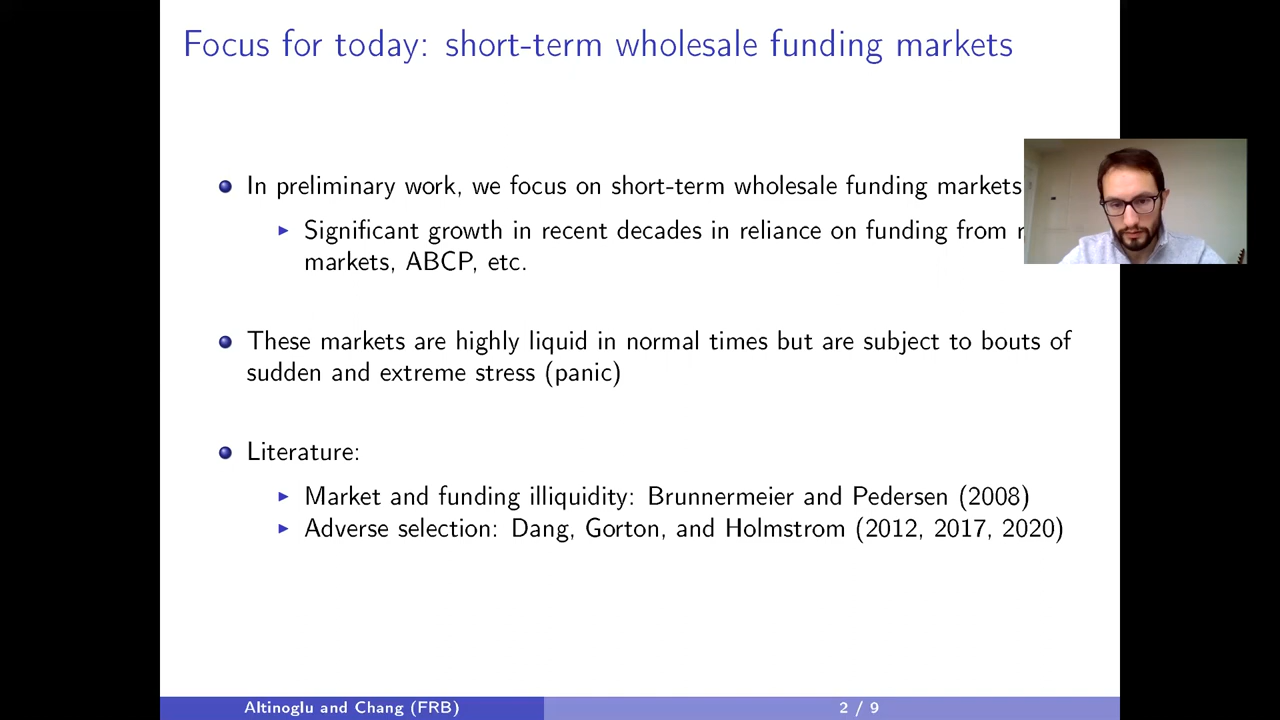 Focus for today: short-term wholesale funding markets
In preliminary work, we focus on short-term wholesale funding markets
Significant growth in recent decades in reliance on funding from
markets, ABCP, etc.
These markets are highly liquid in normal times but are subject to bouts of
sudden and extreme stress (panic)
Literature:
Market and funding illiquidity: Brunnermeier and Pedersen (2008)
Adverse selection: Dang, Gorton, and Holmstrom (2012, 2017, 2020)
Altinoglu and Chang (FRB)
2 / 9